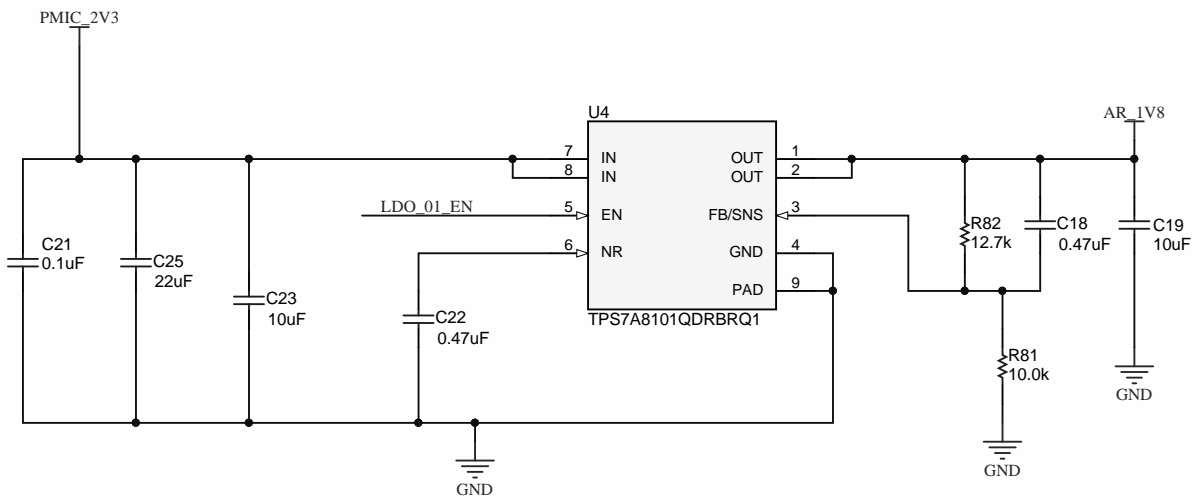 PMIC_2V3
U4
AR_1V8
7 IN OUT 1
8 IN OUT 2
LDO_01_EN 5 EN FB/SNS 3
6 NR GND 4
PAD 9
TPS7A8101QDRBRQ1
C21
0.1uF
C25
22uF
C23
10uF
C22
0.47uF
R82
12.7k
C18
0.47uF
C19
10uF
R81
10.0k
GND
GND
GND